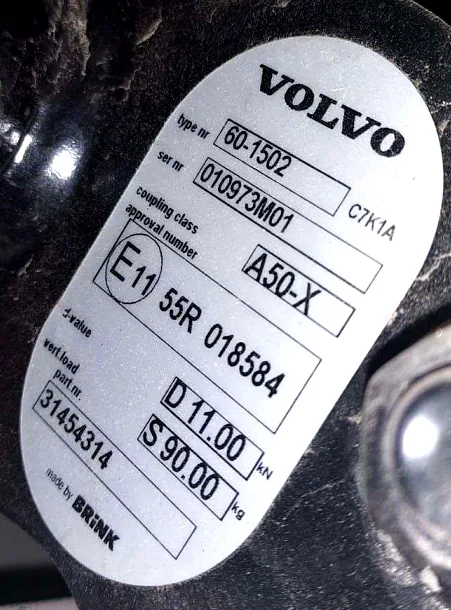 VOLVO
type nr 60-1502
ser nr 010973M01 C7K1A
coupling class A50-X
approval number
E11 55R 018584
d-value D 11.00 kN
vert.load S 90.00 kg
part nr. 31454314
made by BRINK